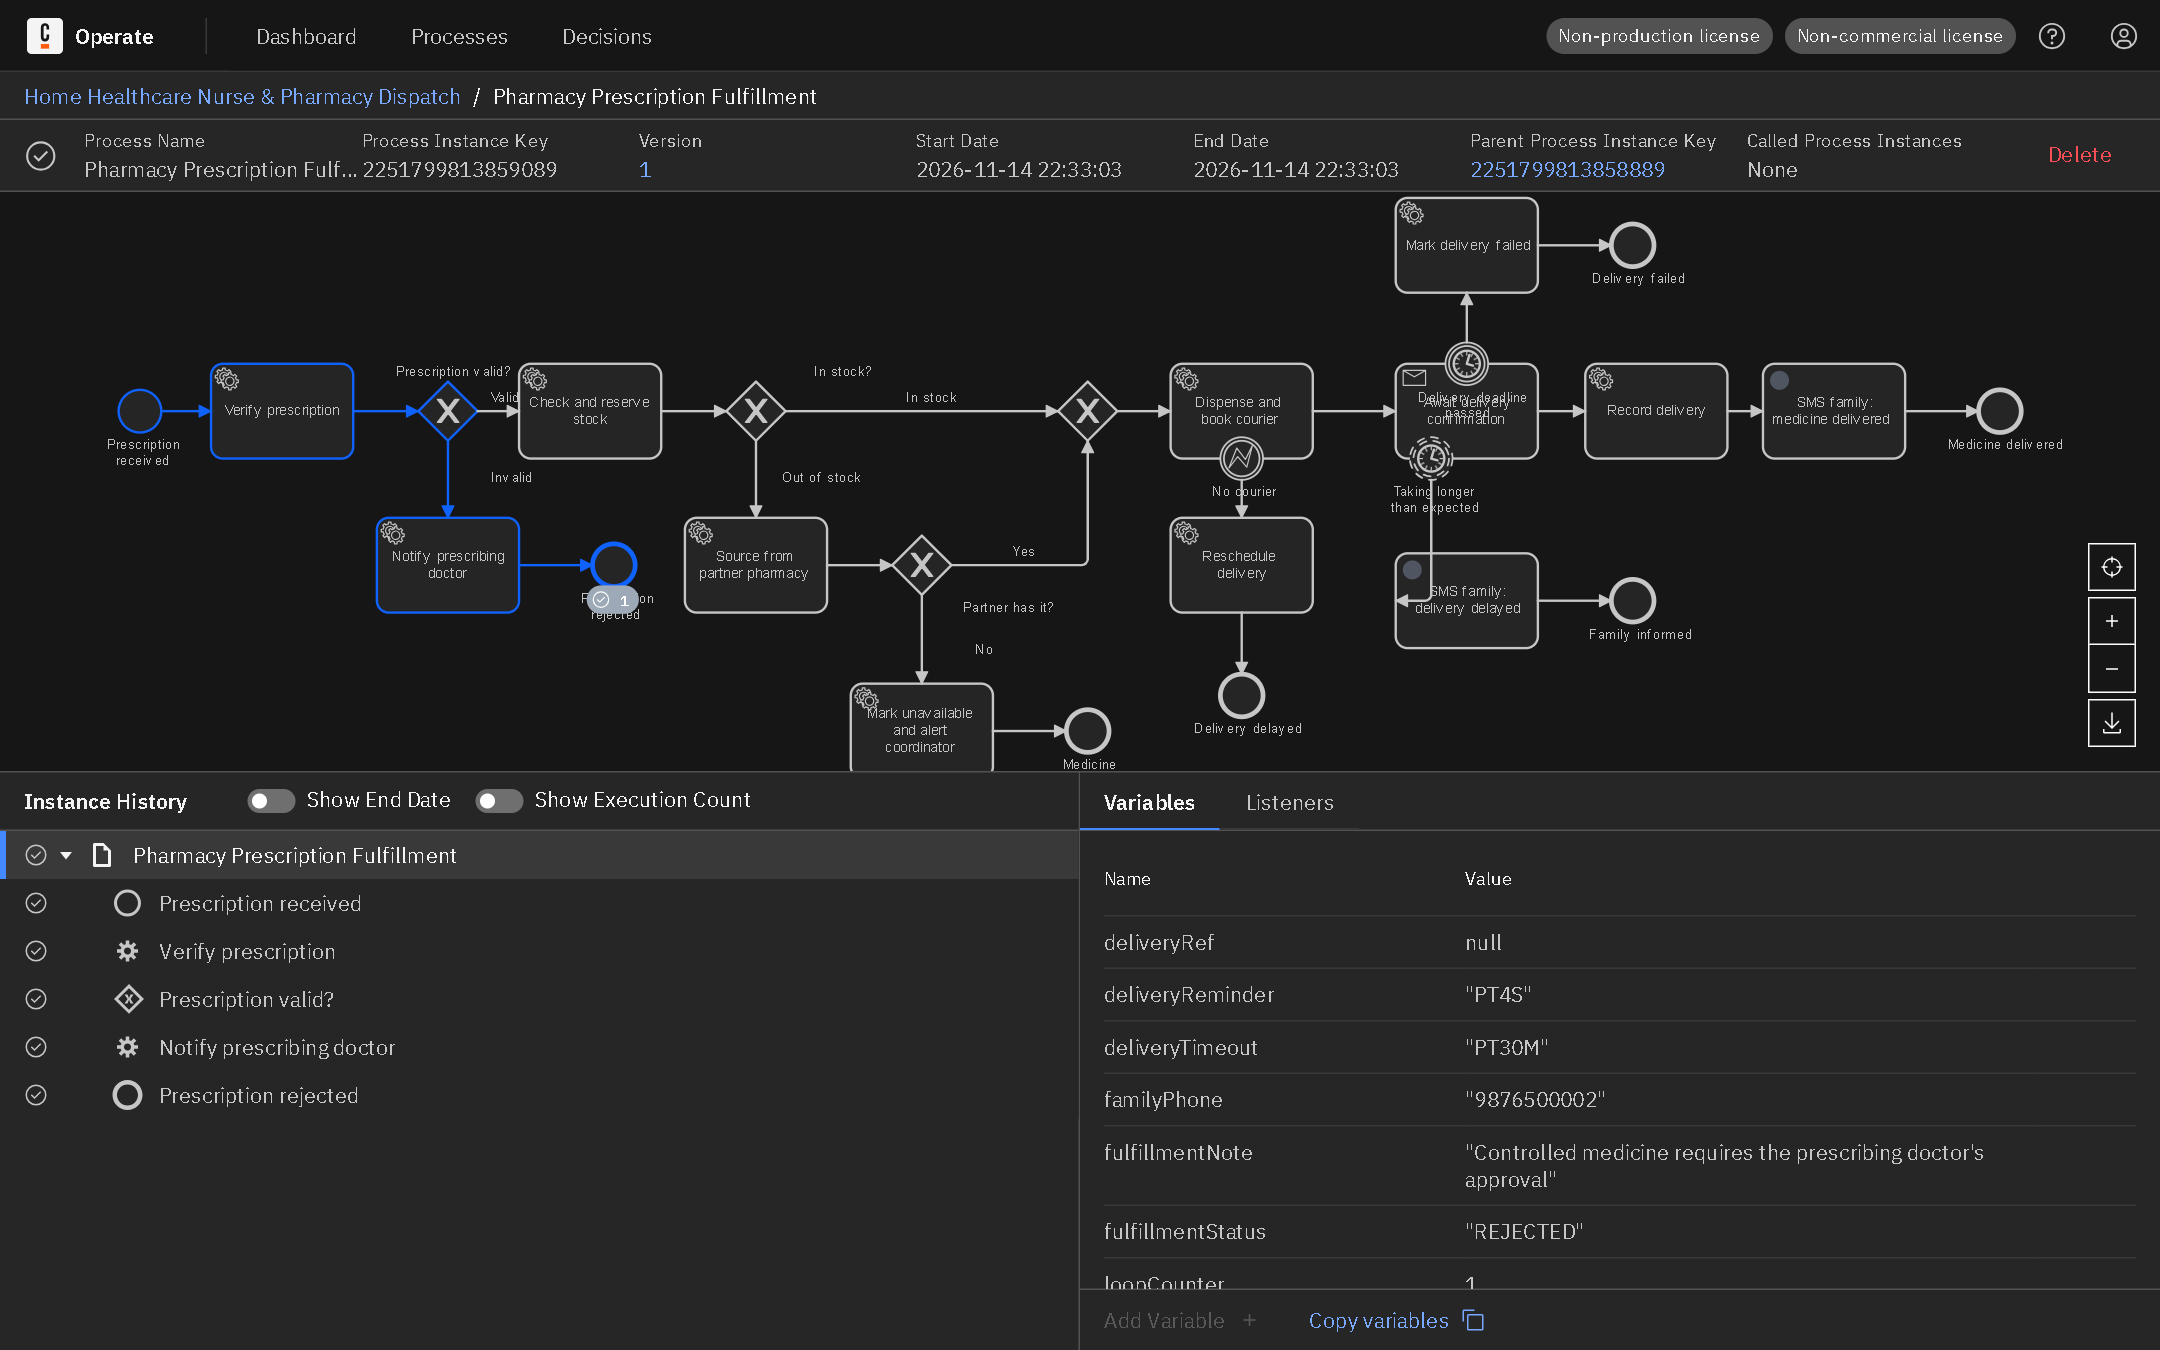 Operate
Dashboard
Processes
Decisions
Non-production license
Non-commercial license
Home Healthcare Nurse & Pharmacy Dispatch / Pharmacy Prescription Fulfillment
Process Name
Pharmacy Prescription Fulf...
Process Instance Key
2251799813859089
Version
1
Start Date
2026-11-14 22:33:03
End Date
2026-11-14 22:33:03
Parent Process Instance Key
2251799813858889
Called Process Instances
None
Delete
Mark delivery failed
Delivery failed
Prescription
received
Verify prescription
Prescription valid?
Valid
Invalid
Check and reserve
stock
In stock?
In stock
Out of stock
Dispense and
book courier
No courier
Delivery deadline
passed
Await delivery
confirmation
Taking longer
than expected
Record delivery
SMS family:
medicine delivered
Medicine delivered
Notify prescribing
doctor
1
rejected
Source from
partner pharmacy
Yes
Partner has it?
No
Reschedule
delivery
Delivery delayed
SMS family:
delivery delayed
Family informed
Mark unavailable
and alert
coordinator
Medicine
Instance History
Show End Date
Show Execution Count
Pharmacy Prescription Fulfillment
Prescription received
Verify prescription
Prescription valid?
Notify prescribing doctor
Prescription rejected
Variables
Listeners
Name
Value
deliveryRef
null
deliveryReminder
"PT4S"
deliveryTimeout
"PT30M"
familyPhone
"9876500002"
fulfillmentNote
"Controlled medicine requires the prescribing doctor's
approval"
fulfillmentStatus
"REJECTED"
loopCounter
1
Add Variable +
Copy variables